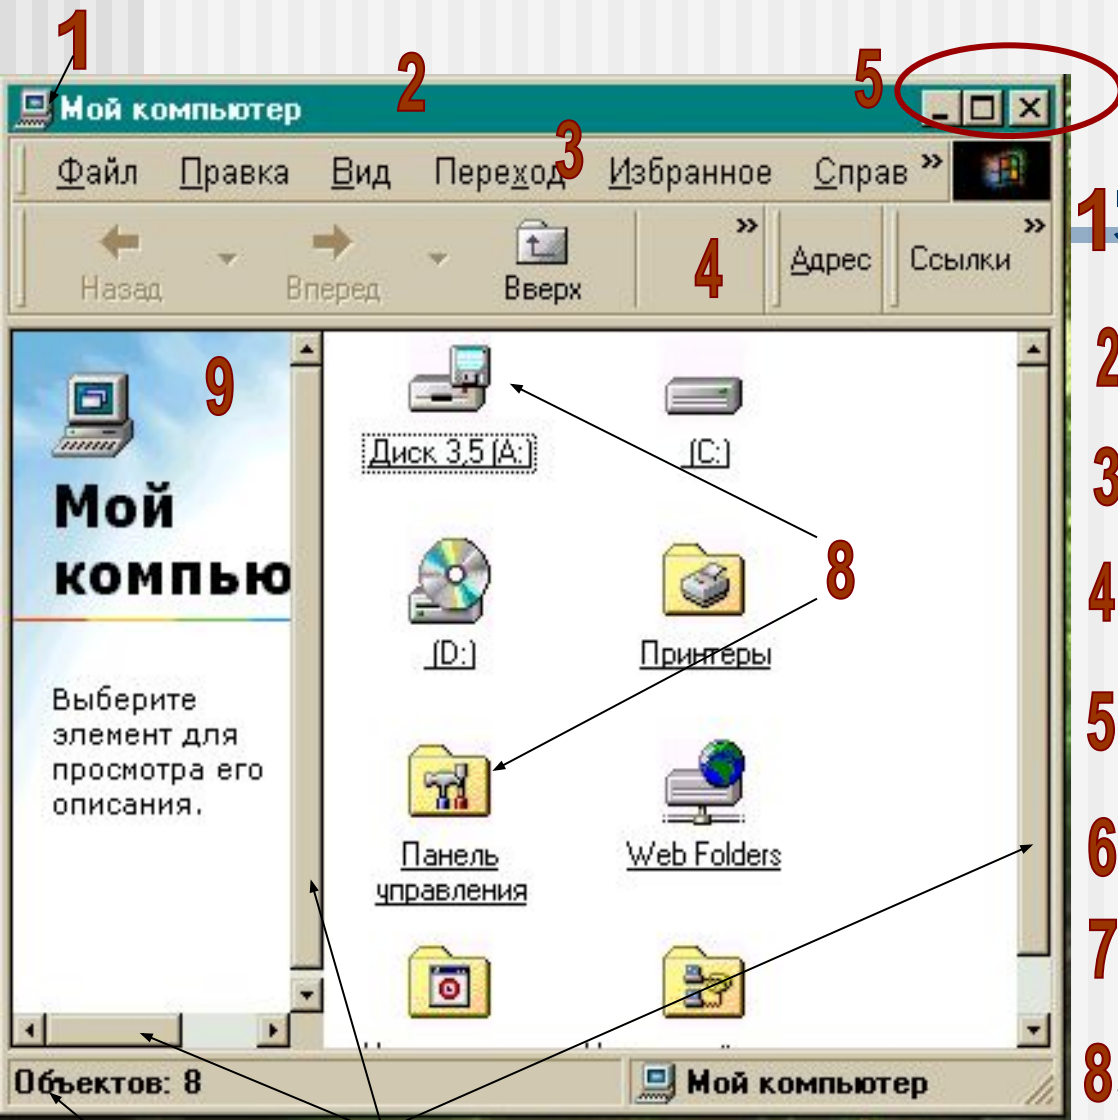 1
2
5
Мой компьютер
3
Файл Правка Вид Переход Избранное Справ »
1
Назад Вперед Вверх » Адрес Ссылки »
4
2
9
Диск 3,5 (A:) (C:)
3
Мой
компью
8
4
(D:) Принтеры
Выберите
элемент для
просмотра его
описания.
5
Панель
управления
Web Folders
6
7
8
Объектов: 8 Мой компьютер